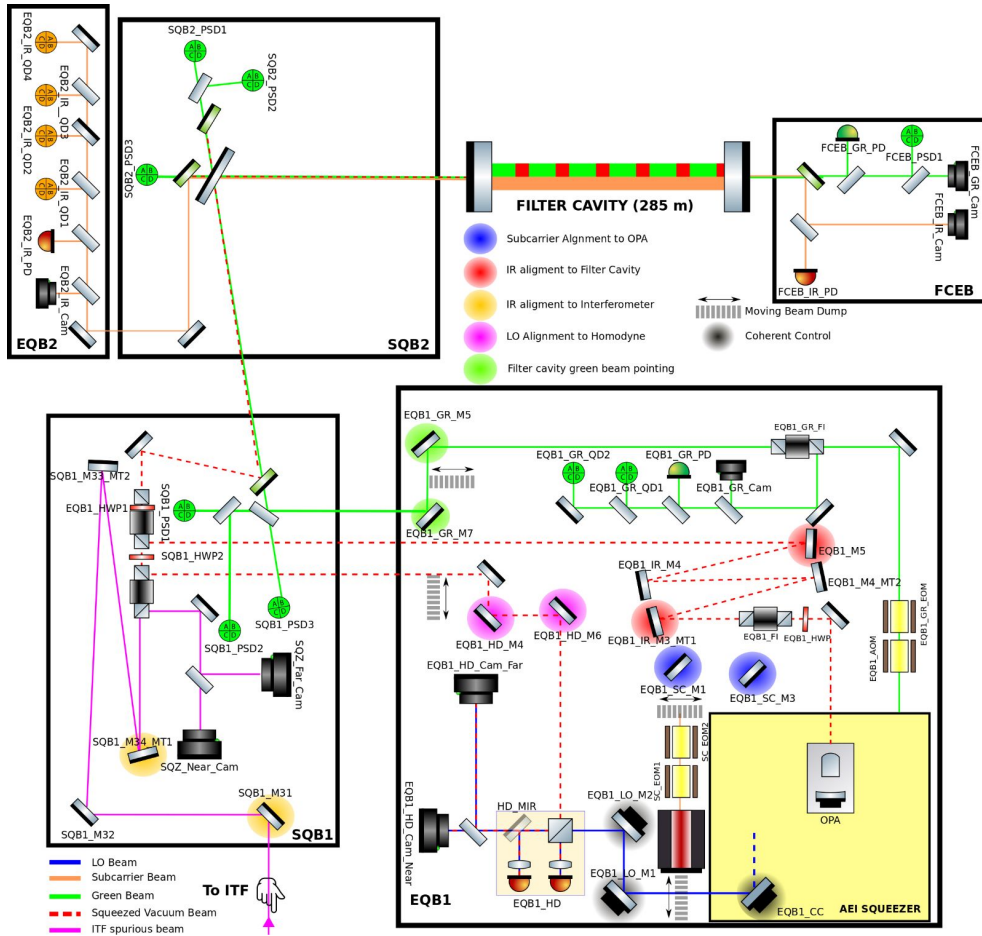 SQB2_PSD1
SQB2_PSD2
SQB2_PSD3
EQB2_IR_QD4
EQB2_IR_QD3
EQB2_IR_QD2
EQB2_IR_QD1
EQB2_IR_PD
EQB2_IR_Cam
EQB2
SQB2
FILTER CAVITY (285 m)
Subcarrier Alignment to OPA
IR aligment to Filter Cavity
IR aligment to Interferometer
LO Alignment to Homodyne
Filter cavity green beam pointing
Moving Beam Dump
Coherent Control
FCEB_GR_PD
FCEB_PSD1
FCEB_GR_Cam
FCEB_IR_Cam
FCEB_IR_PD
FCEB
SQB1_M33_MT2
EQB1_HWP1
SQB1_PSD1
SQB1_HWP2
SQB1_PSD3
SQB1_PSD2
SQZ_Far_Cam
SQB1_M34_MT1
SQZ_Near_Cam
SQB1_M31
SQB1_M32
SQB1
EQB1_GR_M5
EQB1_GR_FI
EQB1_GR_QD2
EQB1_GR_PD
EQB1_GR_QD1
EQB1_GR_Cam
EQB1_GR_M7
EQB1_M5
EQB1_IR_M4
EQB1_M4_MT2
EQB1_GR_EOM
EQB1_AOM
EQB1_HD_M4
EQB1_HD_M6
EQB1_IR_M3_MT1
EQB1_FI
EQB1_HWP
EQB1_HD_Cam_Far
EQB1_SC_M1
EQB1_SC_M3
SC_EOM2
SC_EOM1
OPA
EQB1_HD_Cam_Near
HD_MIR
EQB1_LO_M2
EQB1_LO_M1
EQB1_HD
EQB1_CC
EQB1
AEI SQUEEZER
LO Beam
Subcarrier Beam
Green Beam
Squeezed Vacuum Beam
ITF spurious beam
To ITF
A B C D